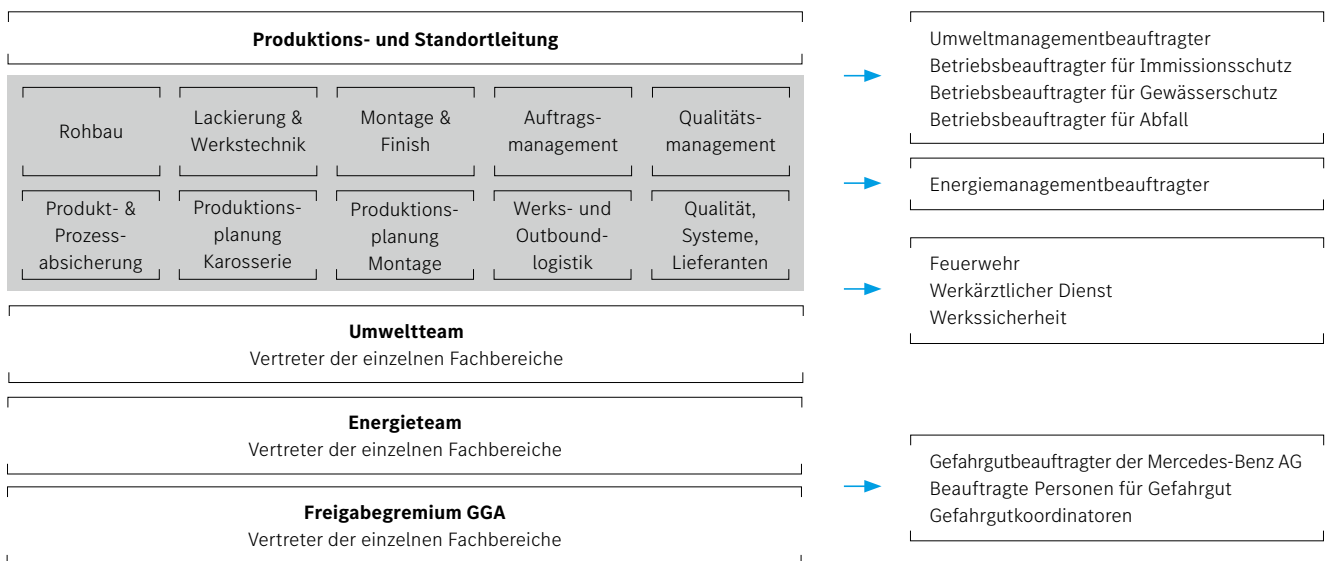 Produktions- und Standortleitung
Rohbau
Lackierung &
Werkstechnik
Montage &
Finish
Auftrags-
management
Qualitäts-
management
Produkt- &
Prozess-
absicherung
Produktions-
planung
Karosserie
Produktions-
planung
Montage
Werks- und
Outbound-
logistik
Qualität,
Systeme,
Lieferanten
Umweltteam
Vertreter der einzelnen Fachbereiche
Energieteam
Vertreter der einzelnen Fachbereiche
Freigabegremium GGA
Vertreter der einzelnen Fachbereiche
Umweltmanagementbeauftragter
Betriebsbeauftragter für Immissionsschutz
Betriebsbeauftragter für Gewässerschutz
Betriebsbeauftragter für Abfall
Energiemanagementbeauftragter
Feuerwehr
Werkärztlicher Dienst
Werkssicherheit
Gefahrgutbeauftragter der Mercedes-Benz AG
Beauftragte Personen für Gefahrgut
Gefahrgutkoordinatoren